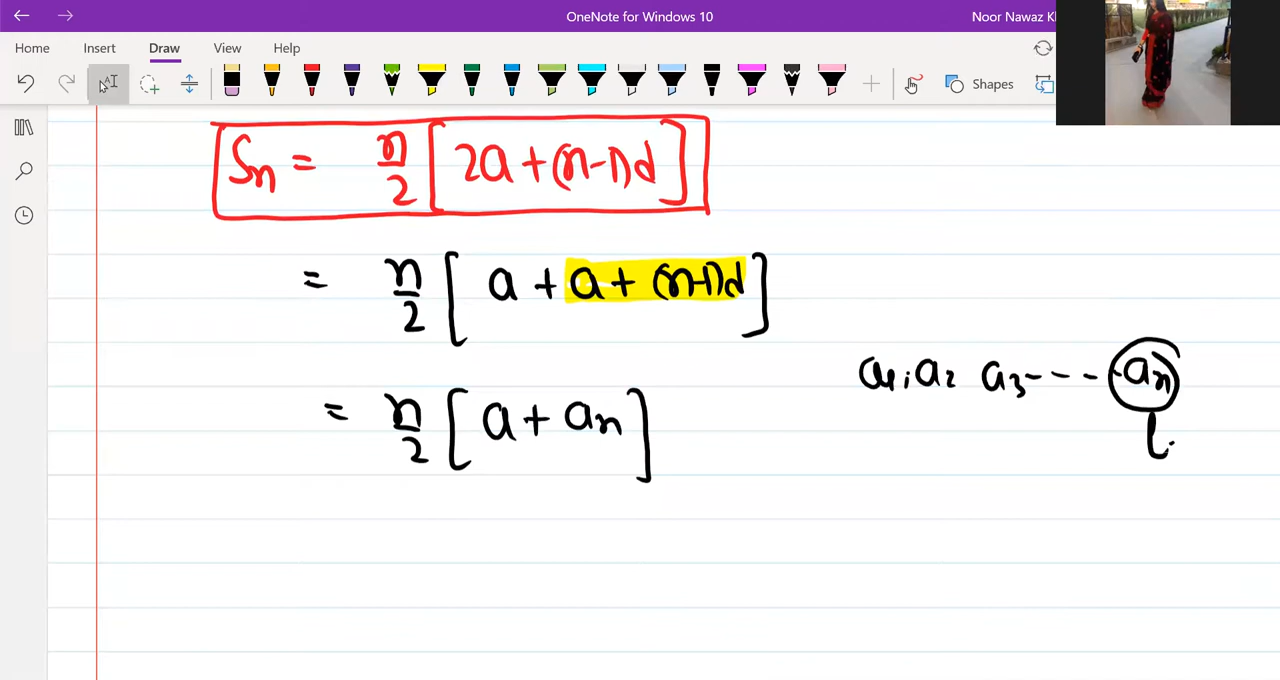 OneNote for Windows 10
Noor Nawaz Kh
Home Insert Draw View Help
Shapes
Sn = n/2 [2a+(n-1)d]
= n/2 [a + a + (n-1)d]
a1, a2 a3 - - - - an
l.
= n/2 [a + an]